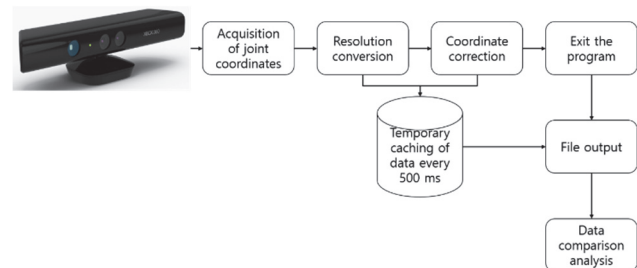 Acquisition
of joint
coordinates
Resolution
conversion
Coordinate
correction
Exit the
program
Temporary
caching of
data every
500 ms
File output
Data
comparison
analysis